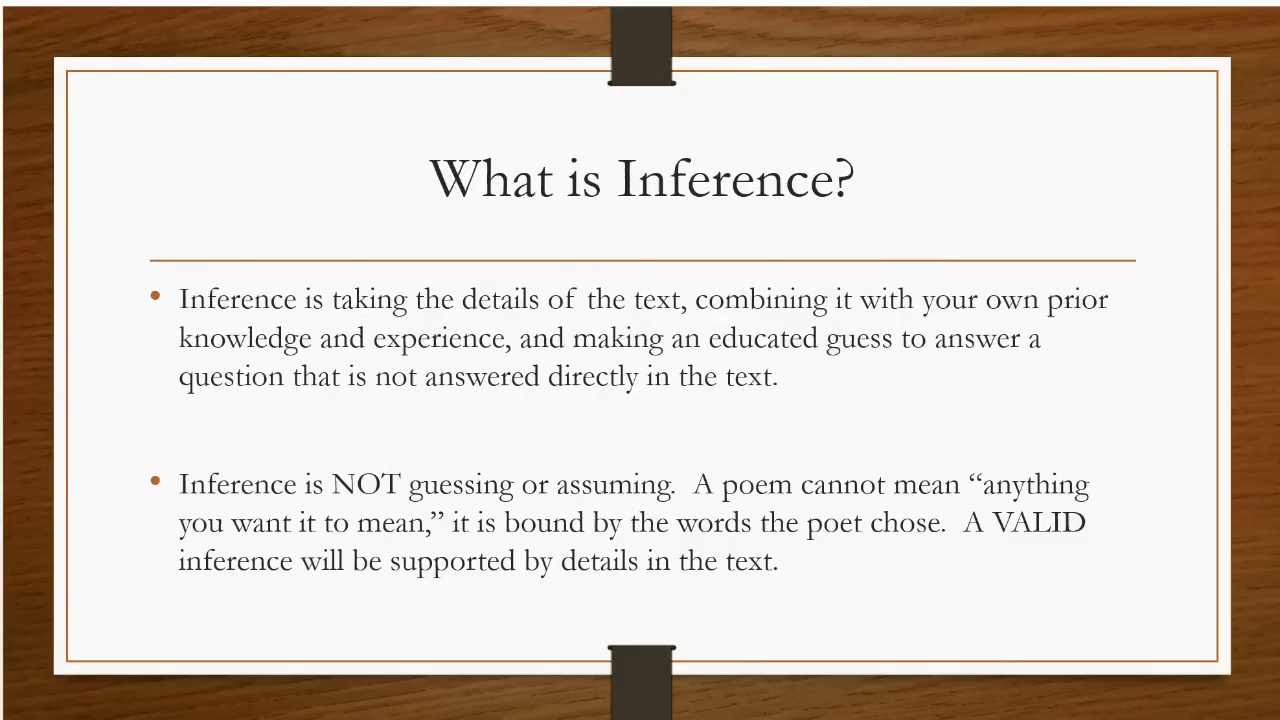 What is Inference?
• Inference is taking the details of the text, combining it with your own prior
knowledge and experience, and making an educated guess to answer a
question that is not answered directly in the text.
• Inference is NOT guessing or assuming.  A poem cannot mean “anything
you want it to mean,” it is bound by the words the poet chose.  A VALID
inference will be supported by details in the text.